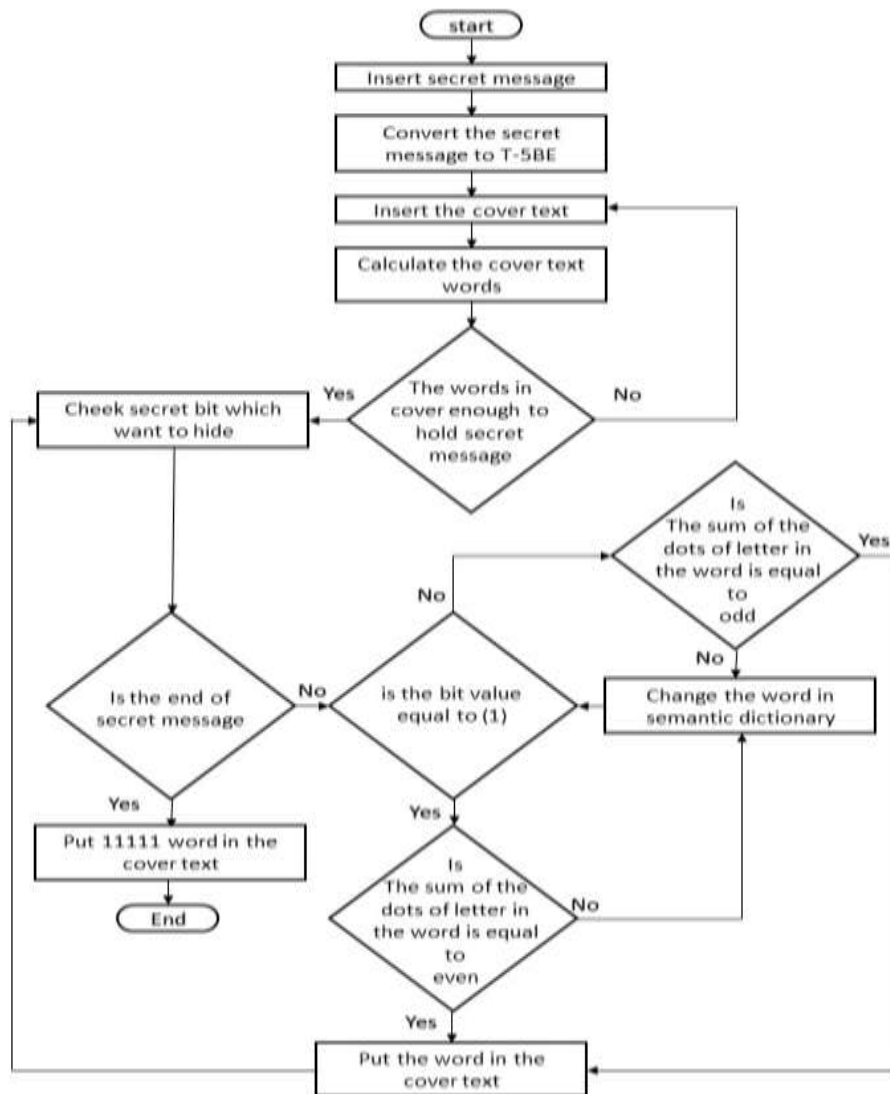 start
Insert secret message
Convert the secret
message to T-5BE
Insert the cover text
Calculate the cover text
words
The words in
cover enough to
hold secret
message
Yes
No
Cheek secret bit which
want to hide
Is
The sum of the
dots of letter in
the word is equal
to
odd
Yes
No
No
Is the end of
secret message
No
is the bit value
equal to (1)
Change the word in
semantic dictionary
Yes
Yes
Put 11111 word in the
cover text
End
Is
The sum of the
dots of letter in
the word is equal
to
even
No
Yes
Put the word in the
cover text